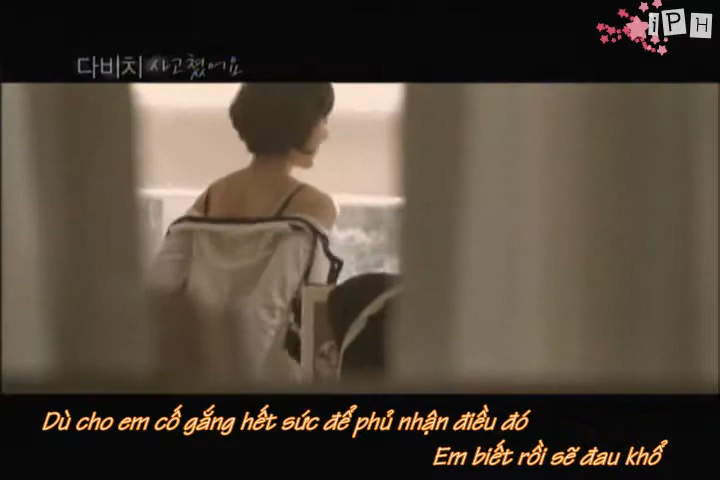 iPH
다비치 사고쳤어요
Dù cho em cố gắng hết sức để phủ nhận điều đó
Em biết rồi sẽ đau khổ